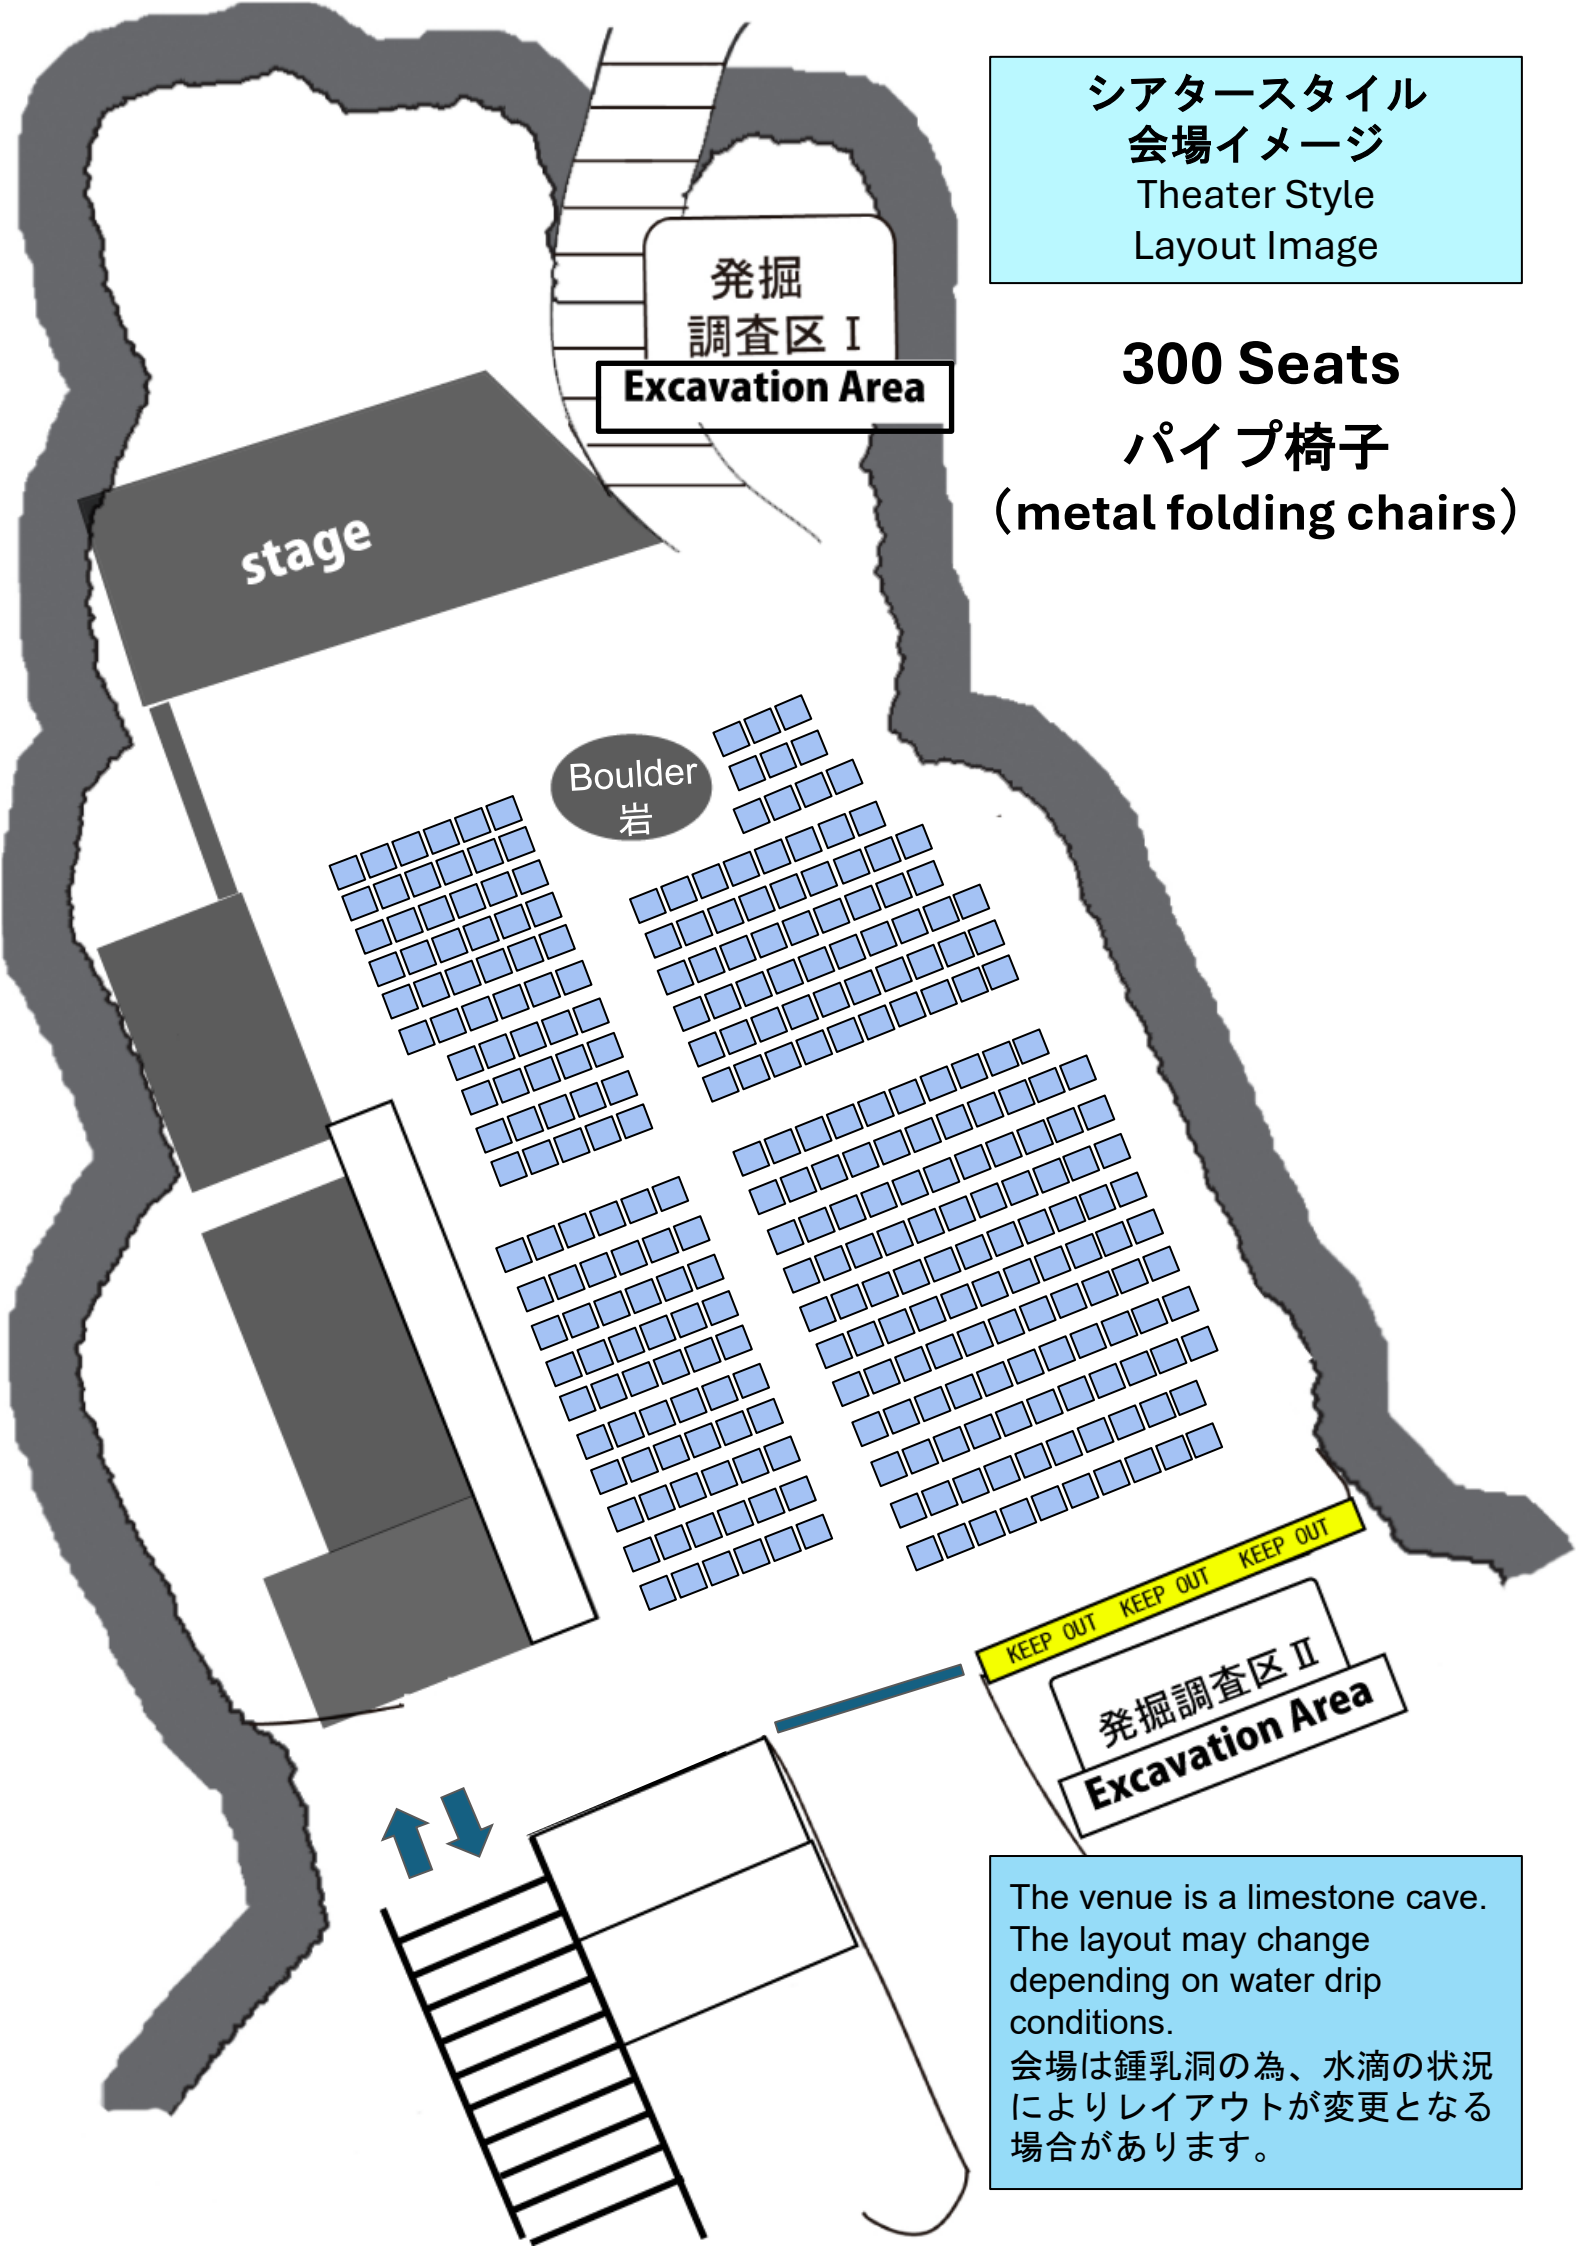 シアタースタイル
会場イメージ
Theater Style
Layout Image
発掘
調査区Ⅰ
Excavation Area
300 Seats
パイプ椅子
（metal folding chairs）
stage
Boulder
岩
KEEP OUT KEEP OUT KEEP OUT
発掘調査区Ⅱ
Excavation Area
The venue is a limestone cave.
The layout may change
depending on water drip
conditions.
会場は鍾乳洞の為、水滴の状況
によりレイアウトが変更となる
場合があります。